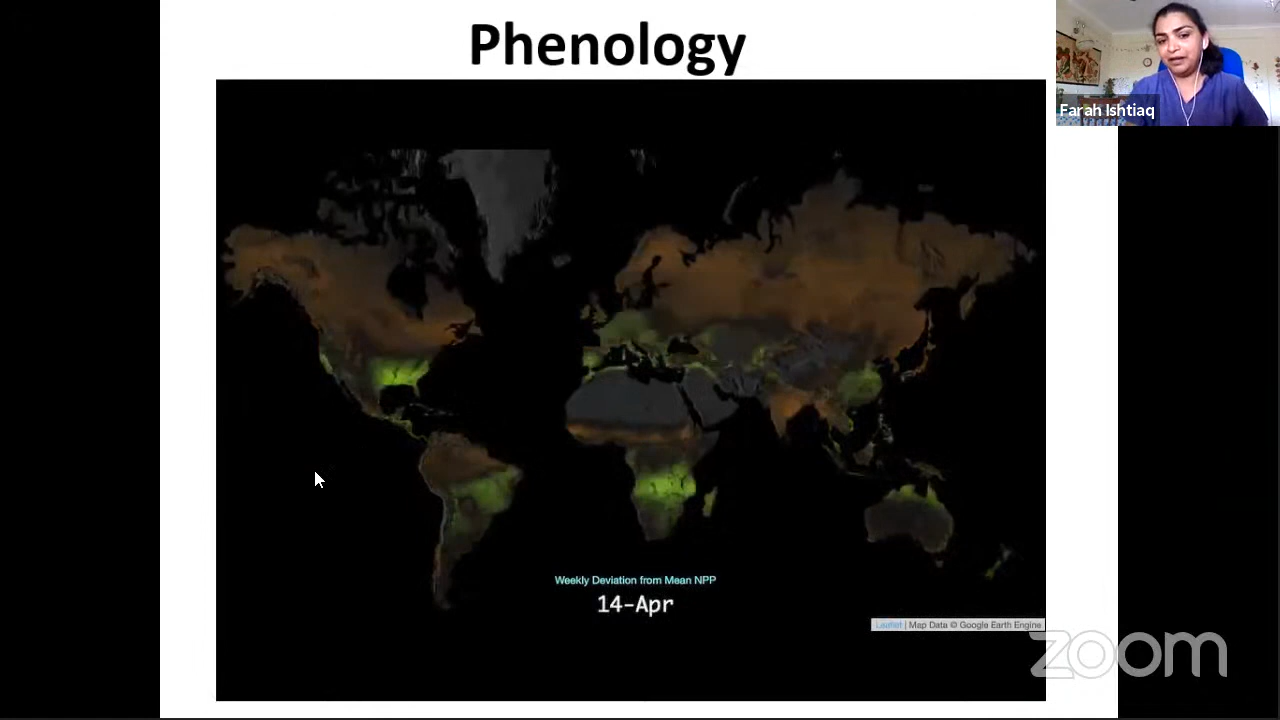 Phenology
Farah Ishtiaq
Weekly Deviation from Mean NPP
14-Apr
Leaflet | Map Data © Google Earth Engine
zoom